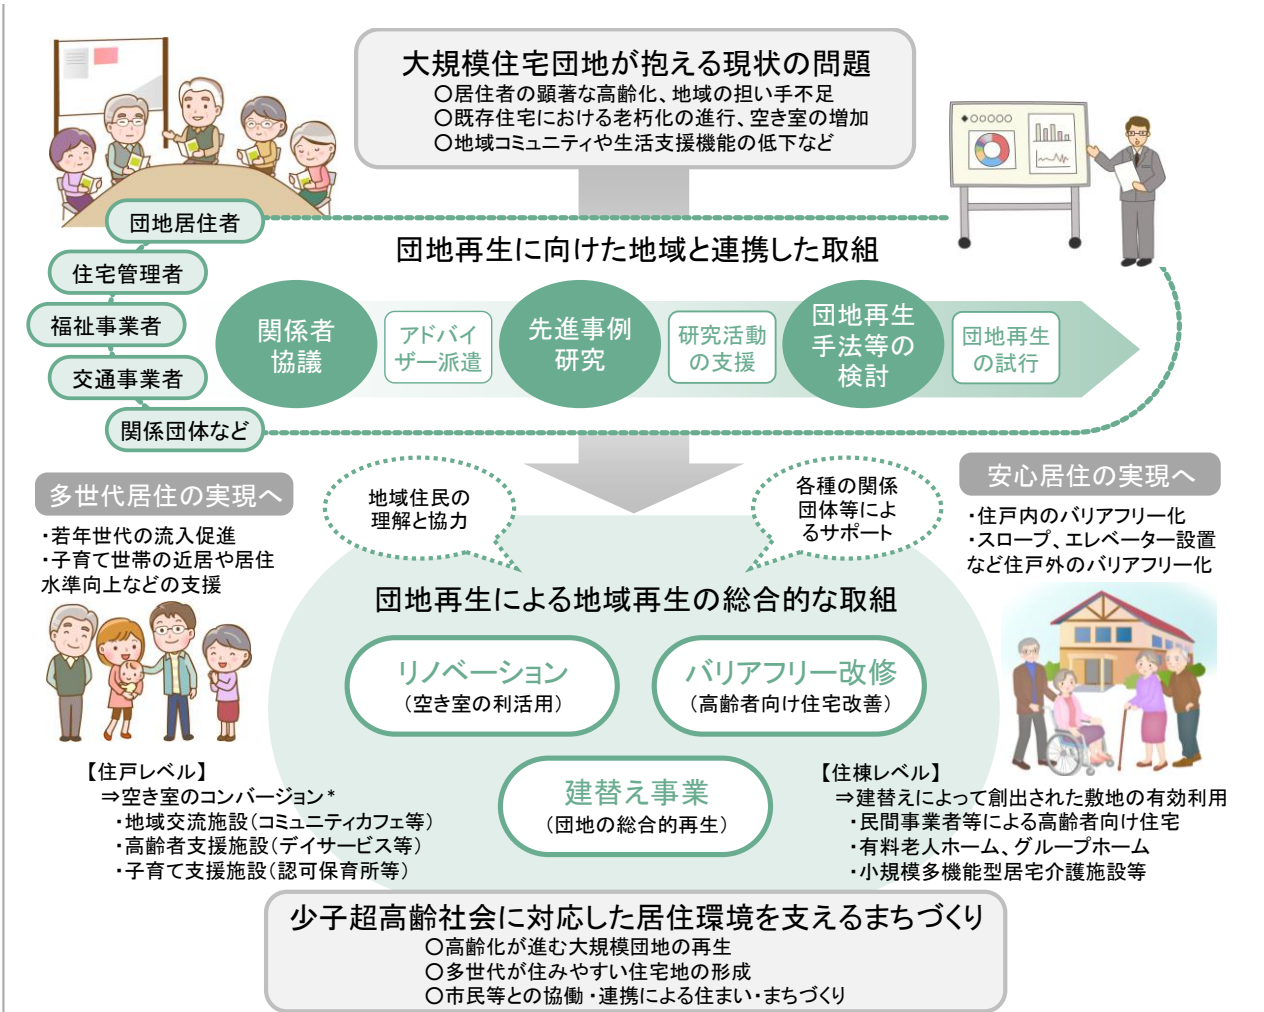 大規模住宅団地が抱える現状の問題
〇居住者の顕著な高齢化、地域の担い手不足
〇既存住宅における老朽化の進行、空き室の増加
〇地域コミュニティや生活支援機能の低下など
◆〇〇〇〇〇
団地居住者
住宅管理者
福祉事業者
交通事業者
関係団体など
団地再生に向けた地域と連携した取組
関係者
協議
アドバイ
ザー派遣
先進事例
研究
研究活動
の支援
団地再生
手法等の
検討
団地再生
の試行
多世代居住の実現へ
・若年世代の流入促進
・子育て世帯の近居や居住
水準向上などの支援
地域住民の
理解と協力
各種の関係
団体等によ
るサポート
安心居住の実現へ
・住戸内のバリアフリー化
・スロープ、エレベーター設置
など住戸外のバリアフリー化
団地再生による地域再生の総合的な取組
リノベーション
（空き室の利活用）
バリアフリー改修
（高齢者向け住宅改善）
建替え事業
（団地の総合的再生）
【住戸レベル】
⇒空き室のコンバージョン*
・地域交流施設（コミュニティカフェ等）
・高齢者支援施設（デイサービス等）
・子育て支援施設（認可保育所等）
【住棟レベル】
⇒建替えによって創出された敷地の有効利用
・民間事業者等による高齢者向け住宅
・有料老人ホーム、グループホーム
・小規模多機能型居宅介護施設等
少子超高齢社会に対応した居住環境を支えるまちづくり
〇高齢化が進む大規模団地の再生
〇多世代が住みやすい住宅地の形成
〇市民等との協働・連携による住まい・まちづくり